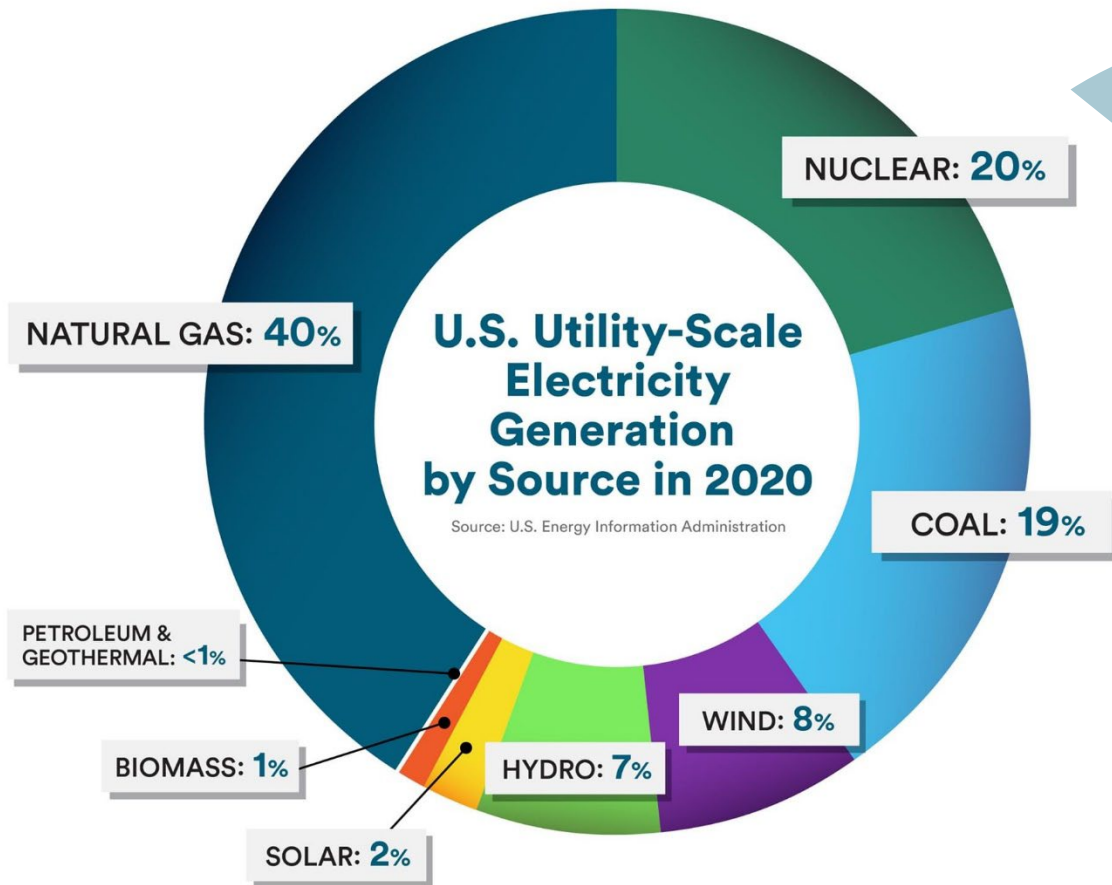 NUCLEAR: 20%
NATURAL GAS: 40%
U.S. Utility-Scale
Electricity
Generation
by Source in 2020
Source: U.S. Energy Information Administration
COAL: 19%
PETROLEUM &
GEOTHERMAL: <1%
WIND: 8%
BIOMASS: 1%
HYDRO: 7%
SOLAR: 2%